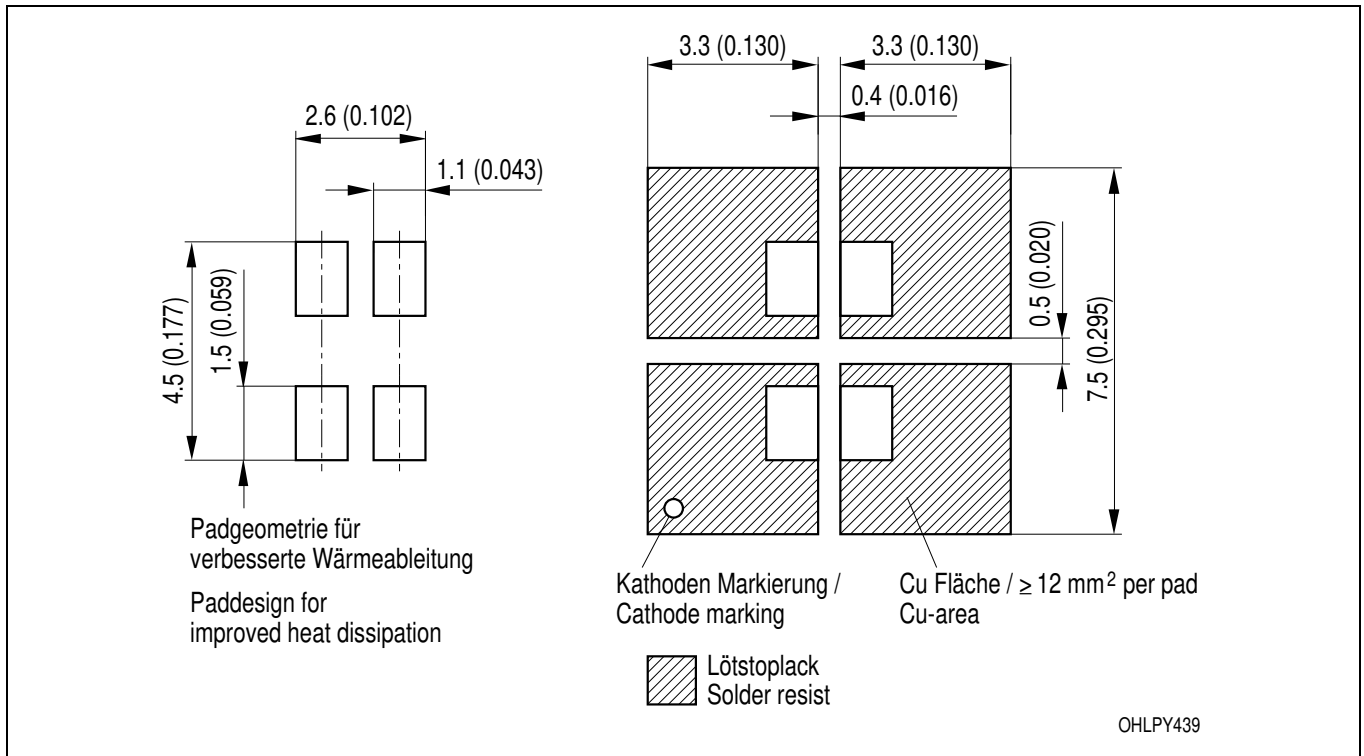 3.3 (0.130)
3.3 (0.130)
0.4 (0.016)
2.6 (0.102)
1.1 (0.043)
4.5 (0.177)
1.5 (0.059)
0.5 (0.020)
7.5 (0.295)
Padgeometrie für
verbesserte Wärmeableitung
Paddesign for
improved heat dissipation
Kathoden Markierung /
Cathode marking
Cu Fläche / ≥ 12 mm² per pad
Cu-area
Lötstoplack
Solder resist
OHLPY439